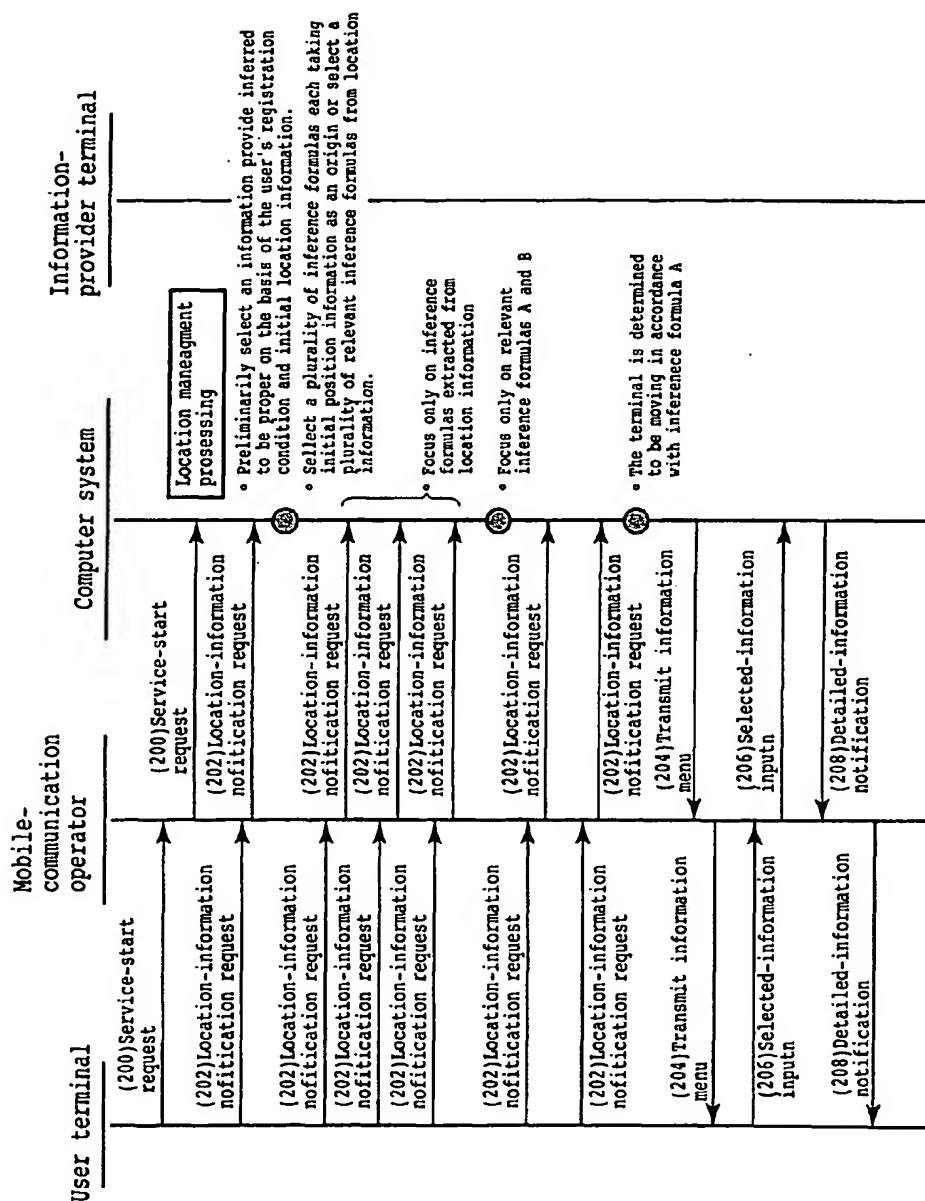 User terminal
Mobile-
communication
operator
Computer system
Information-
provider terminal
(200)Service-start
request
(202)Location-information
nofitication request
(202)Location-information
nofitication request
(202)Location-information
nofitication request
(202)Location-information
nofitication request
(202)Location-information
nofitication request
(202)Location-information
nofitication request
(204)Transmit information
menu
(206)Selected-information
inputn
(208)Detailed-information
notification
(200)Service-start
request
(202)Location-information
nofitication request
(202)Location-information
nofitication request
(202)Location-information
nofitication request
(202)Location-information
nofitication request
(202)Location-information
nofitication request
(202)Location-information
nofitication request
(204)Transmit information
menu
(206)Selected-information
inputn
(208)Detailed-information
notification
Location maneagment
prosessing
• Preliminarily select an information provide inferred
to be proper on the basis of the user's registration
condition and initial location information.
• Sellect a plurality of inference formulas each taking
initial position information as an origin or select a
plurality of relevant inference formulas from location
information.
• Focus only on inference
formulas extracted from
location information
• Focus only on relevant
inference formulas A and B
• The terminal is determined
to be moving in accordance
with inferenece formula A